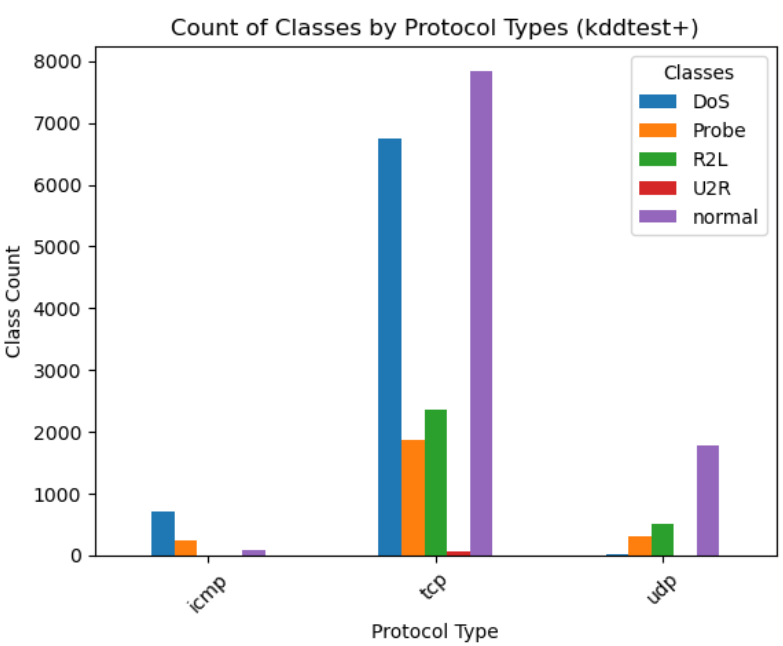 Count of Classes by Protocol Types (kddtest+)
8000
7000
6000
5000
4000
3000
2000
1000
0
Class Count
Classes
DoS
Probe
R2L
U2R
normal
icmp
tcp
udp
Protocol Type